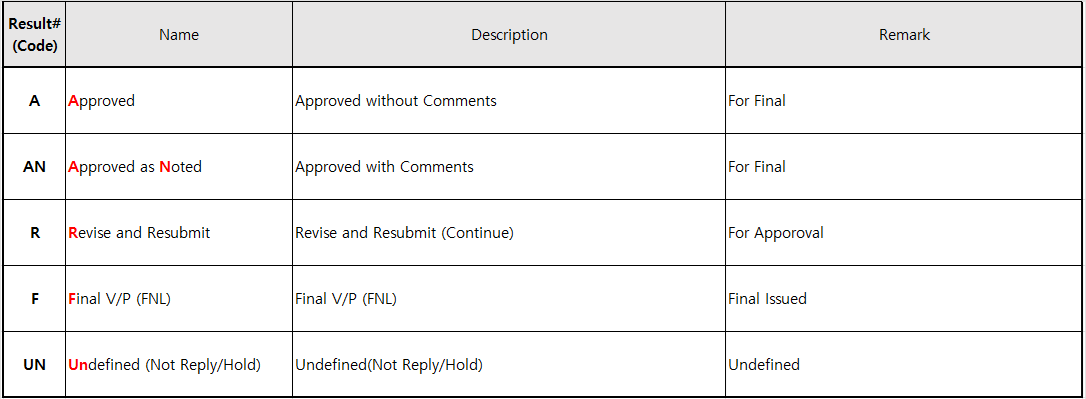 Result# (Code) Name Description Remark
A Approved Approved without Comments For Final
AN Approved as Noted Approved with Comments For Final
R Revise and Resubmit Revise and Resubmit (Continue) For Apporoval
F Final V/P (FNL) Final V/P (FNL) Final Issued
UN Undefined (Not Reply/Hold) Undefined(Not Reply/Hold) Undefined